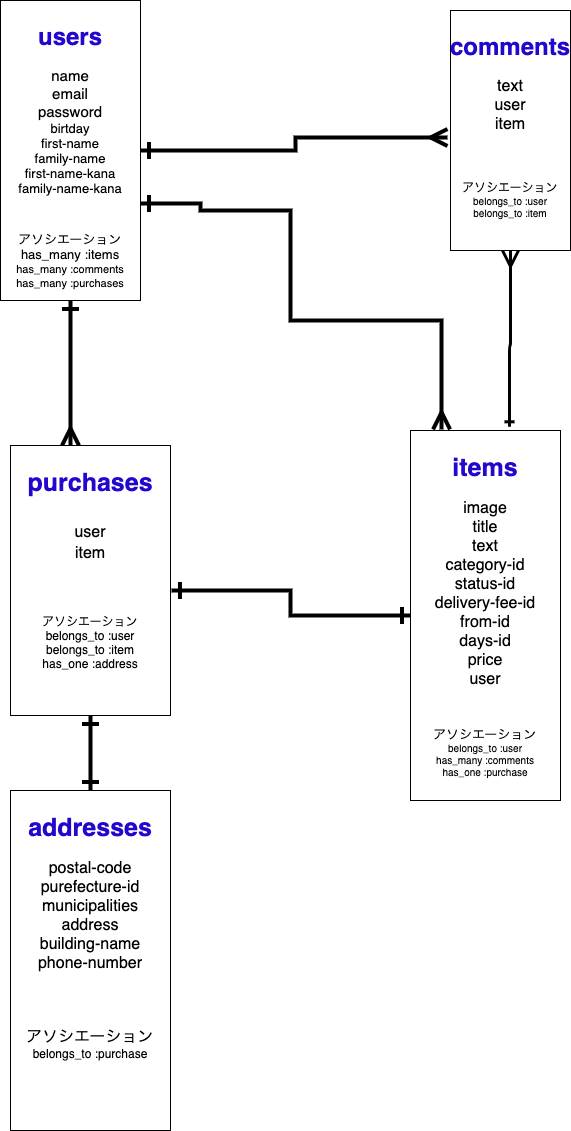 users
name
email
password
birtday
first-name
family-name
first-name-kana
family-name-kana
アソシエーション
has_many :items
has_many :comments
has_many :purchases
comments
text
user
item
アソシエーション
belongs_to :user
belongs_to :item
purchases
user
item
アソシエーション
belongs_to :user
belongs_to :item
has_one :address
items
image
title
text
category-id
status-id
delivery-fee-id
from-id
days-id
price
user
アソシエーション
belongs_to :user
has_many :comments
has_one :purchase
addresses
postal-code
purefecture-id
municipalities
address
building-name
phone-number
アソシエーション
belongs_to :purchase